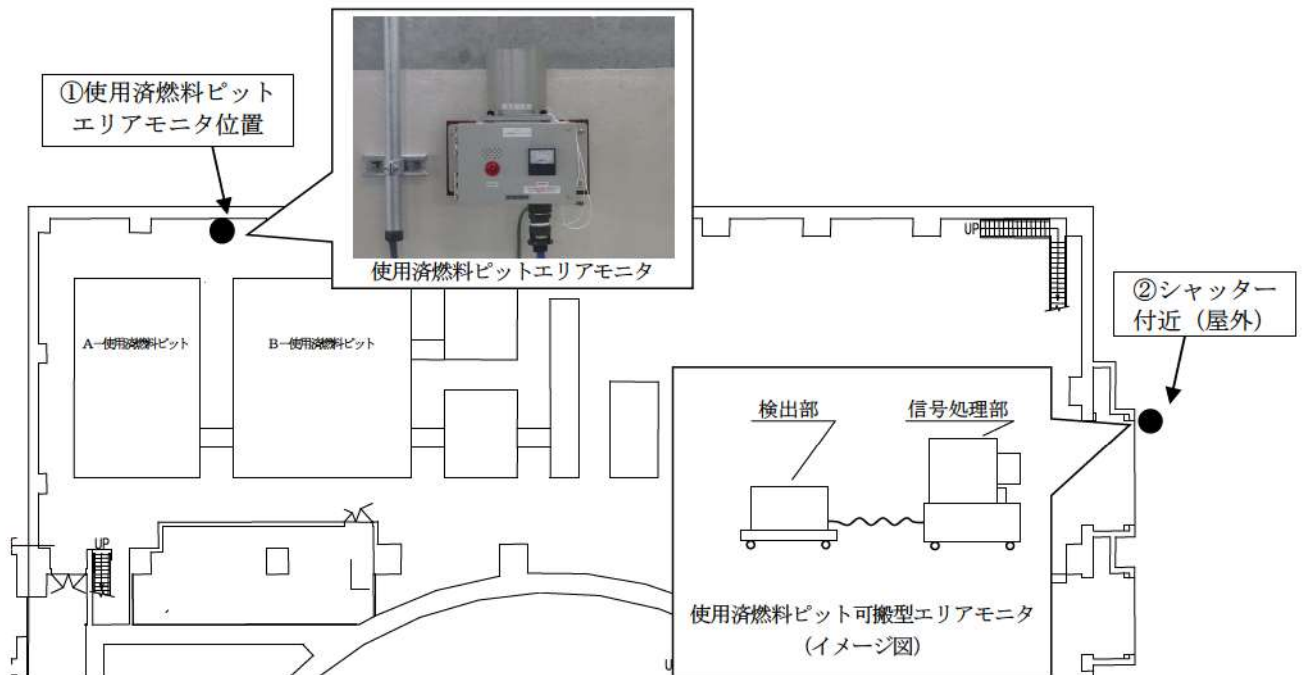 ①使用済燃料ピット
エリアモニタ位置
使用済燃料ピットエリアモニタ
UP
②シャッター
付近（屋外）
A－使用済燃料ピット
B－使用済燃料ピット
検出部
信号処理部
UP
使用済燃料ピット可搬型エリアモニタ
（イメージ図）